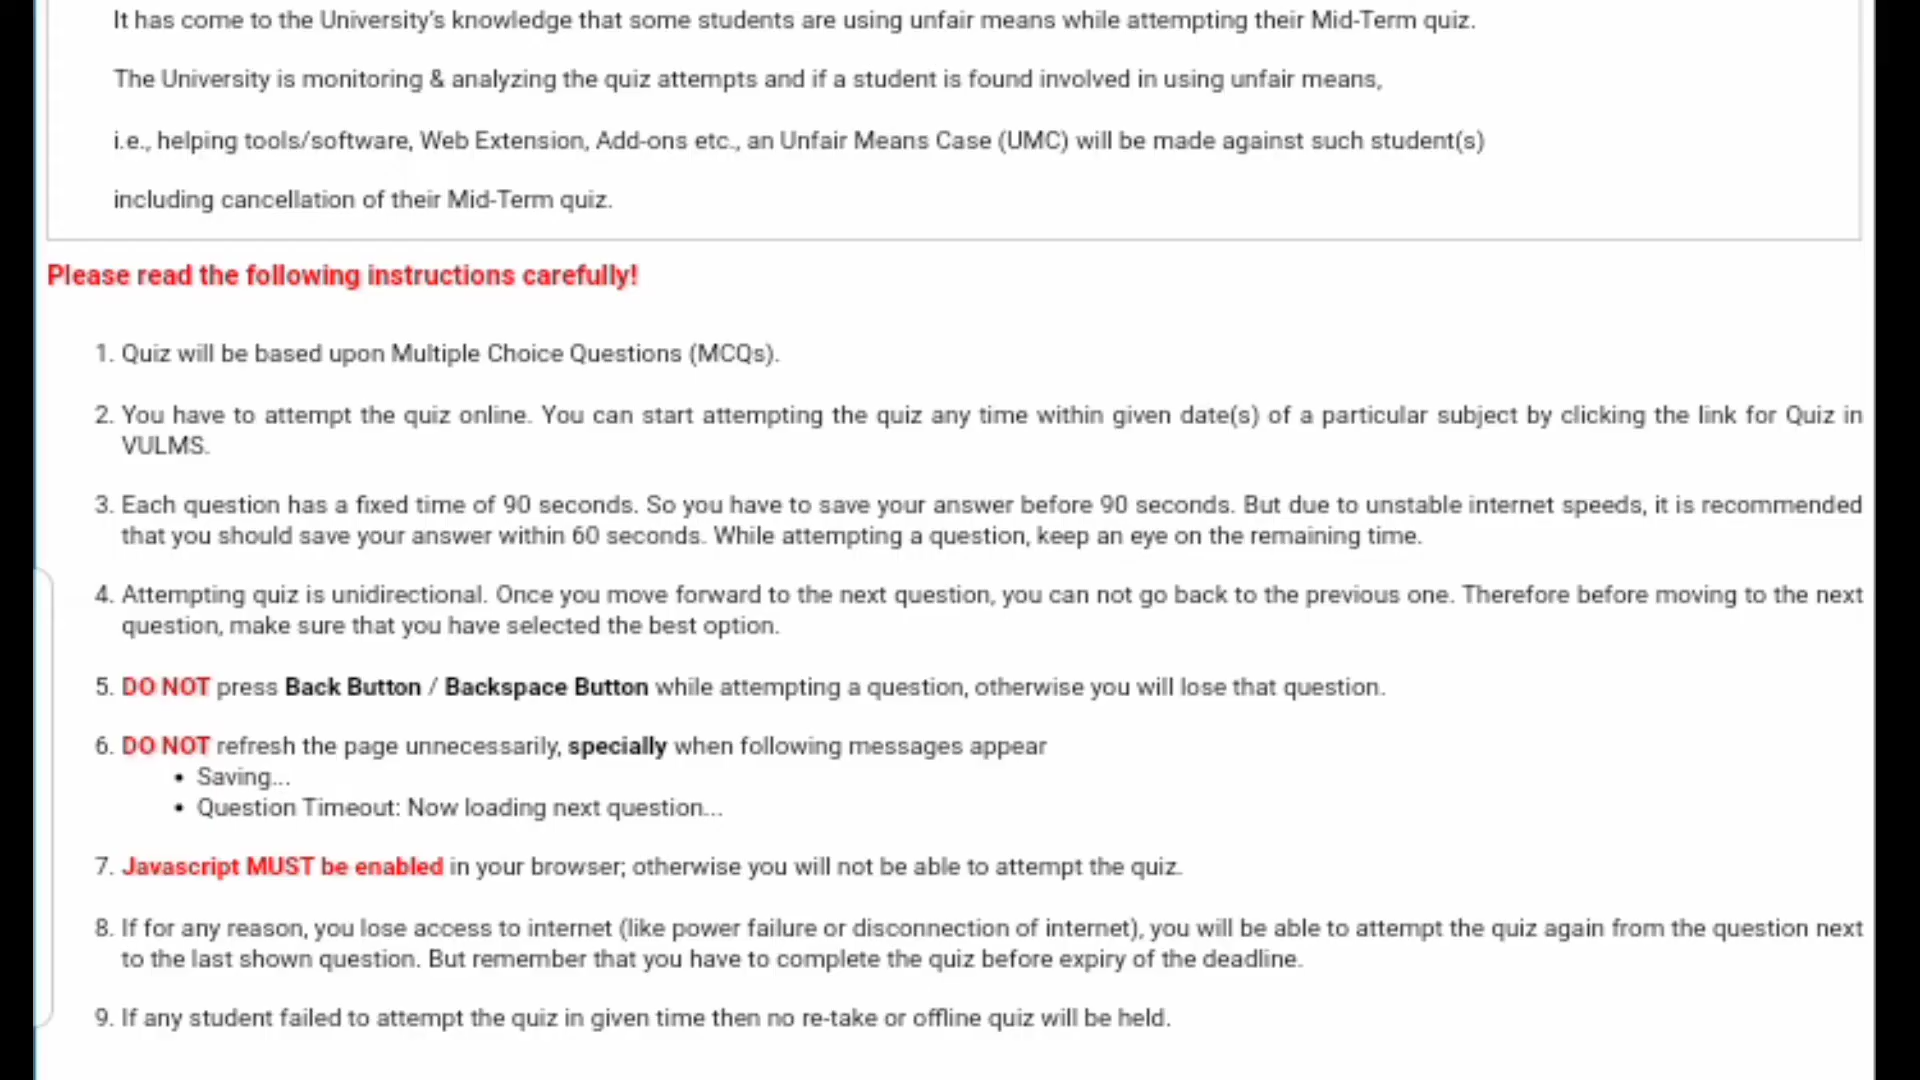 It has come to the University's knowledge that some students are using unfair means while attempting their Mid-Term quiz.
The University is monitoring & analyzing the quiz attempts and if a student is found involved in using unfair means,
i.e., helping tools/software, Web Extension, Add-ons etc., an Unfair Means Case (UMC) will be made against such student(s)
including cancellation of their Mid-Term quiz.
Please read the following instructions carefully!
1. Quiz will be based upon Multiple Choice Questions (MCQs).
2. You have to attempt the quiz online. You can start attempting the quiz any time within given date(s) of a particular subject by clicking the link for Quiz in
VULMS.
3. Each question has a fixed time of 90 seconds. So you have to save your answer before 90 seconds. But due to unstable internet speeds, it is recommended
that you should save your answer within 60 seconds. While attempting a question, keep an eye on the remaining time.
4. Attempting quiz is unidirectional. Once you move forward to the next question, you can not go back to the previous one. Therefore before moving to the next
question, make sure that you have selected the best option.
5. DO NOT press Back Button / Backspace Button while attempting a question, otherwise you will lose that question.
6. DO NOT refresh the page unnecessarily, specially when following messages appear
• Saving...
• Question Timeout: Now loading next question...
7. Javascript MUST be enabled in your browser; otherwise you will not be able to attempt the quiz.
8. If for any reason, you lose access to internet (like power failure or disconnection of internet), you will be able to attempt the quiz again from the question next
to the last shown question. But remember that you have to complete the quiz before expiry of the deadline.
9. If any student failed to attempt the quiz in given time then no re-take or offline quiz will be held.